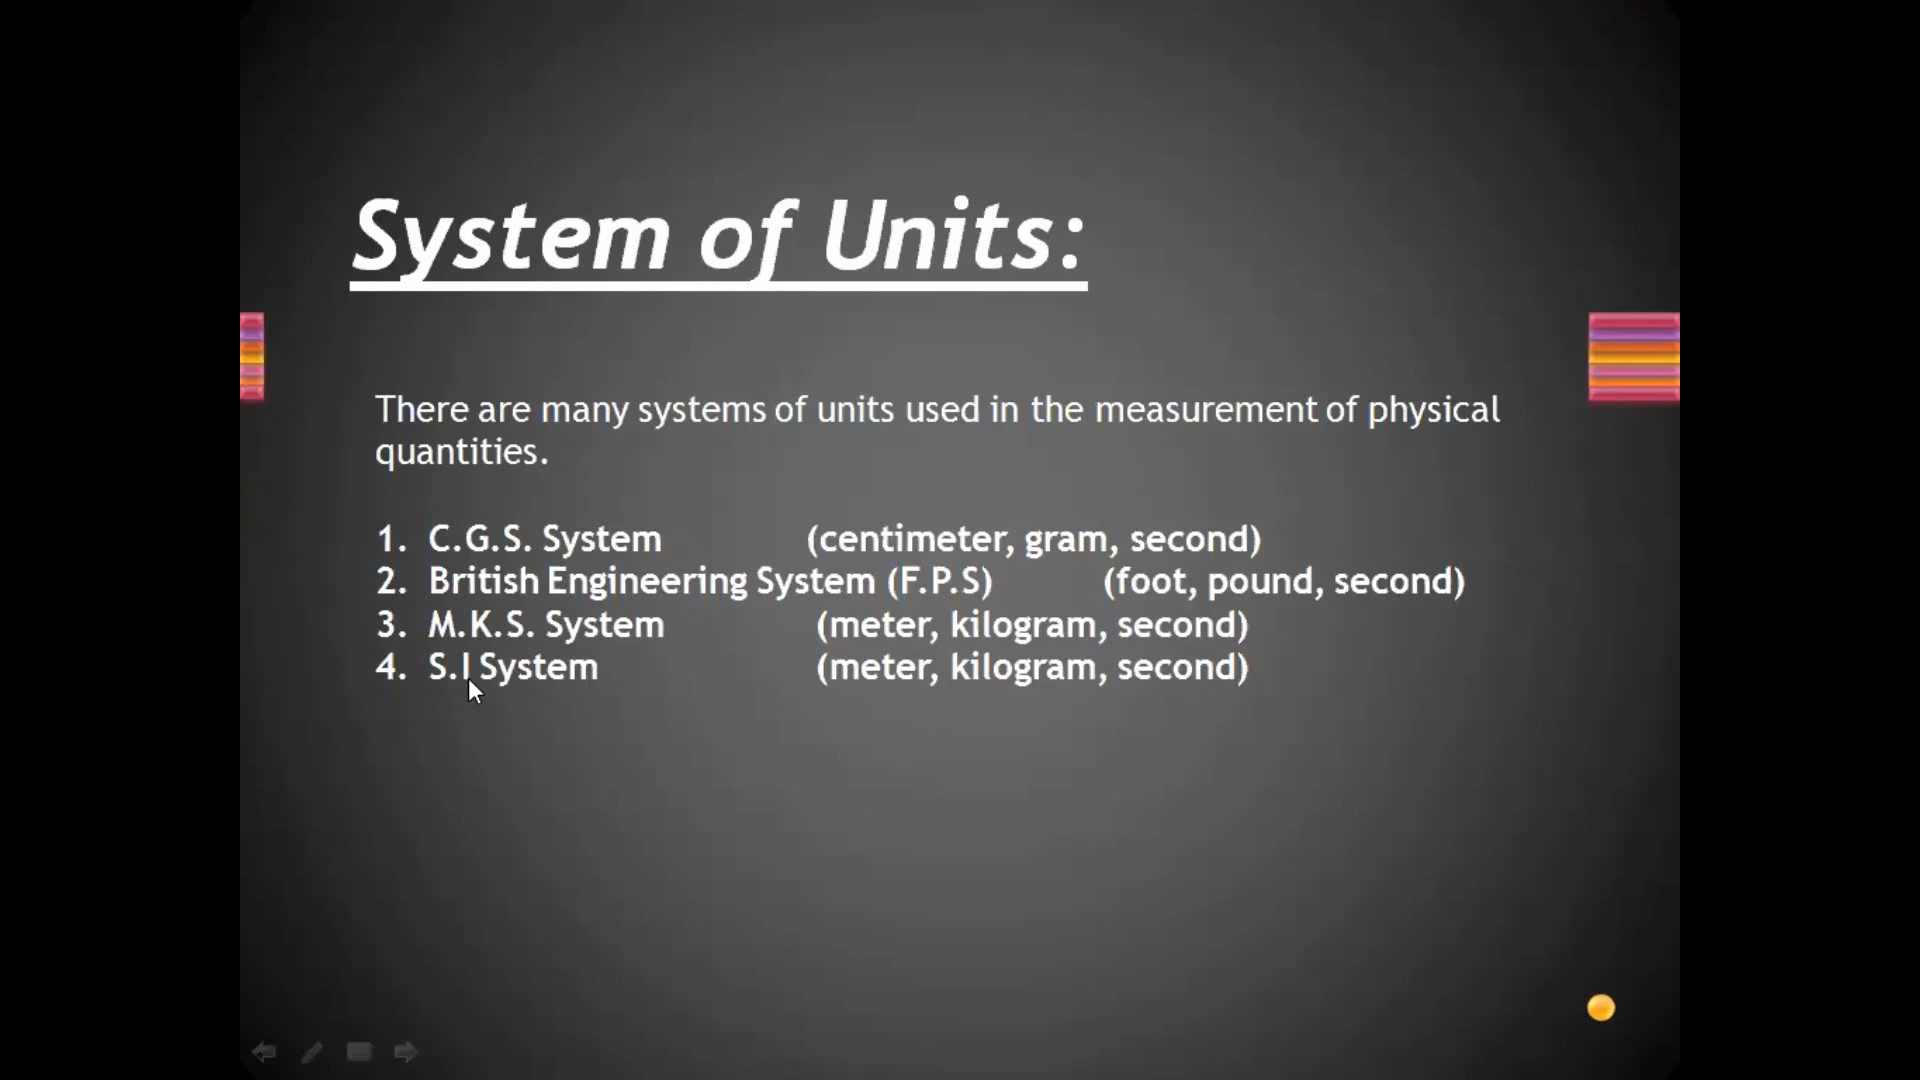 System of Units:
There are many systems of units used in the measurement of physical
quantities.
1. C.G.S. System (centimeter, gram, second)
2. British Engineering System (F.P.S) (foot, pound, second)
3. M.K.S. System (meter, kilogram, second)
4. S.I System (meter, kilogram, second)